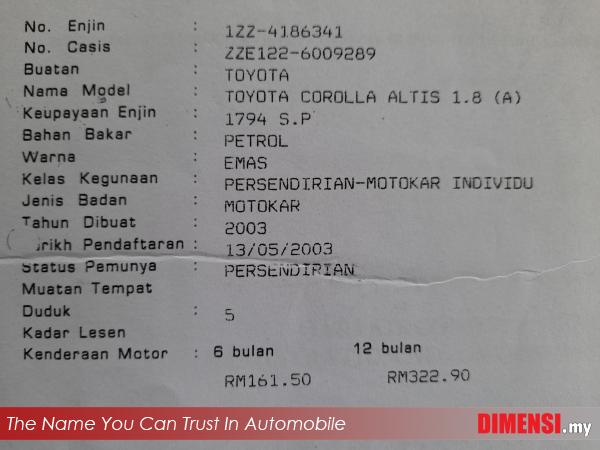 No. Enjin : 1ZZ-4186341
No. Casis : ZZE122-6009289
Buatan : TOYOTA
Nama Model : TOYOTA COROLLA ALTIS 1.8 (A)
Keupayaan Enjin : 1794 S.P
Bahan Bakar : PETROL
Warna : EMAS
Kelas Kegunaan : PERSENDIRIAN-MOTOKAR INDIVIDU
Jenis Badan : MOTOKAR
Tahun Dibuat : 2003
Tarikh Pendaftaran : 13/05/2003
Status Pemunya : PERSENDIRIAN
Muatan Tempat
Duduk : 5
Kadar Lesen
Kenderaan Motor : 6 bulan 12 bulan
RM161.50 RM322.90
The Name You Can Trust In Automobile DIMENSI.my